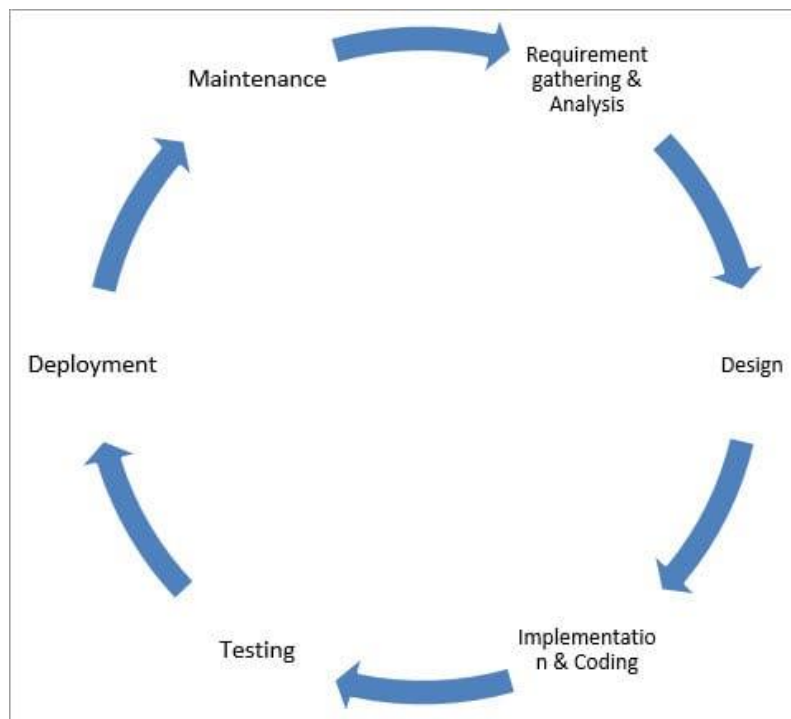 Maintenance
Requirement
gathering &
Analysis
Deployment
Design
Testing
Implementatio
n & Coding